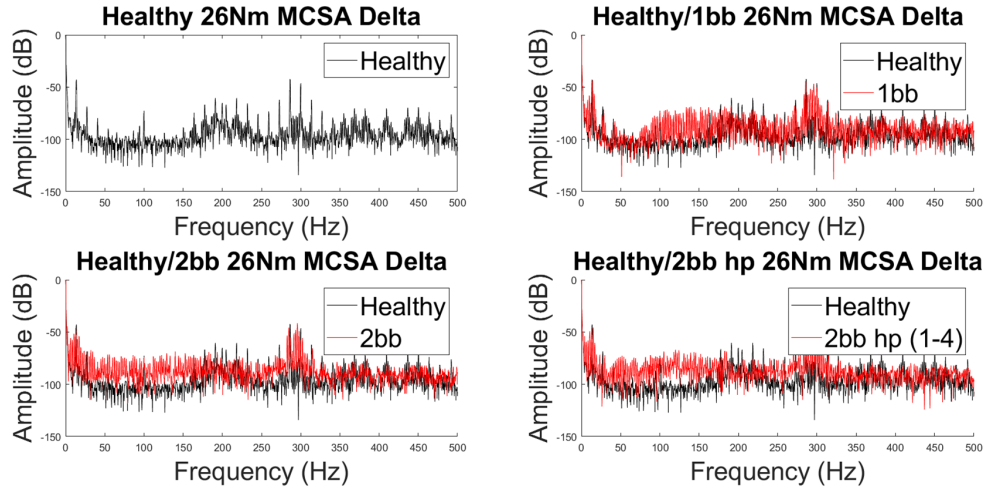 Healthy 26Nm MCSA Delta
Amplitude (dB)
0
-50
-100
-150
Healthy
0 50 100 150 200 250 300 350 400 450 500
Frequency (Hz)
Healthy/1bb 26Nm MCSA Delta
Amplitude (dB)
0
-50
-100
-150
Healthy
1bb
0 50 100 150 200 250 300 350 400 450 500
Frequency (Hz)
Healthy/2bb 26Nm MCSA Delta
Amplitude (dB)
0
-50
-100
-150
Healthy
2bb
0 50 100 150 200 250 300 350 400 450 500
Frequency (Hz)
Healthy/2bb hp 26Nm MCSA Delta
Amplitude (dB)
0
-50
-100
-150
Healthy
2bb hp (1-4)
0 50 100 150 200 250 300 350 400 450 500
Frequency (Hz)